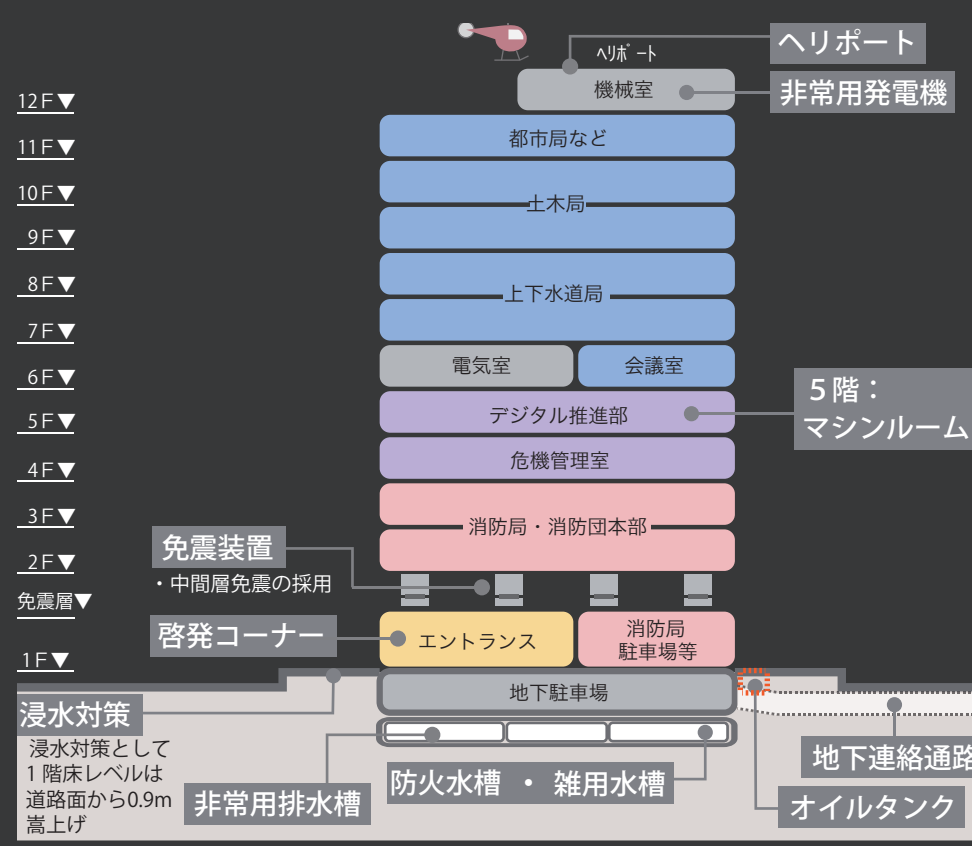 ヘリポート
ﾍﾘﾎﾟｰﾄ
機械室
非常用発電機
12F▼
都市局など
11F▼
10F▼
土木局
9F▼
8F▼
上下水道局
7F▼
電気室
会議室
6F▼
5階：
マシンルーム
デジタル推進部
5F▼
危機管理室
4F▼
3F▼
消防局・消防団本部
免震装置
2F▼
・中間層免震の採用
免震層▼
啓発コーナー
エントランス
消防局
駐車場等
1F▼
地下駐車場
浸水対策
浸水対策として
1階床レベルは
道路面から0.9m
嵩上げ
地下連絡通路
防火水槽 ・ 雑用水槽
非常用排水槽
オイルタンク